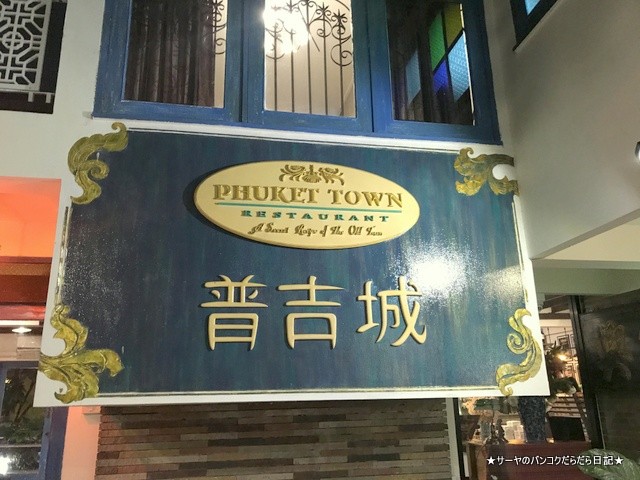 PHUKET TOWN
RESTAURANT
A Secret Recipe of The Old Town
普吉城
★サーヤのバンコクだらだら日記★